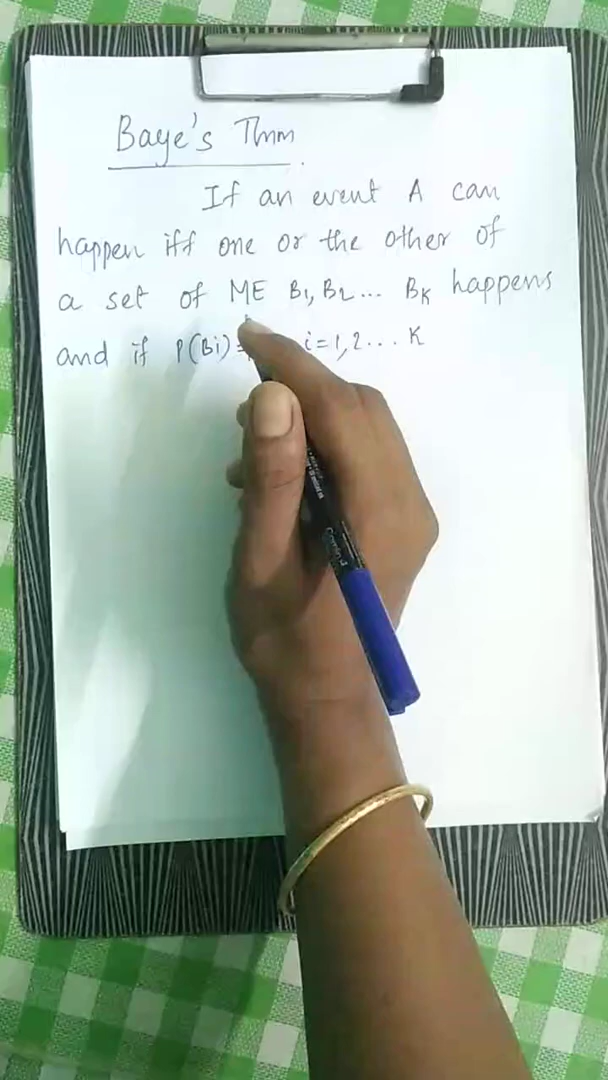 Baye's Thm
If an event A can
happen iff one or the other of
a set of ME B1, B2... BK happens
and if P(Bi) i=1,2... K